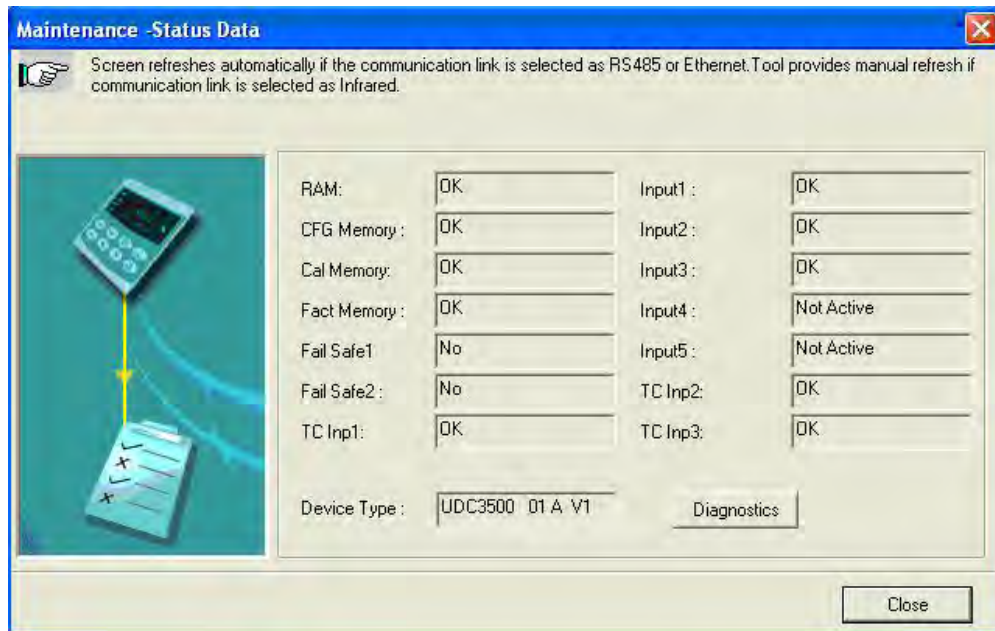 Maintenance -Status Data
Screen refreshes automatically if the communication link is selected as RS485 or Ethernet.Tool provides manual refresh if
communication link is selected as Infrared.
RAM: OK Input1 : OK
CFG Memory : OK Input2 : OK
Cal Memory: OK Input3 : OK
Fact Memory : OK Input4 : Not Active
Fail Safe1 No Input5 : Not Active
Fail Safe2 : No TC Inp2: OK
TC Inp1: OK TC Inp3: OK
Device Type : UDC3500 01 A V1 Diagnostics
Close